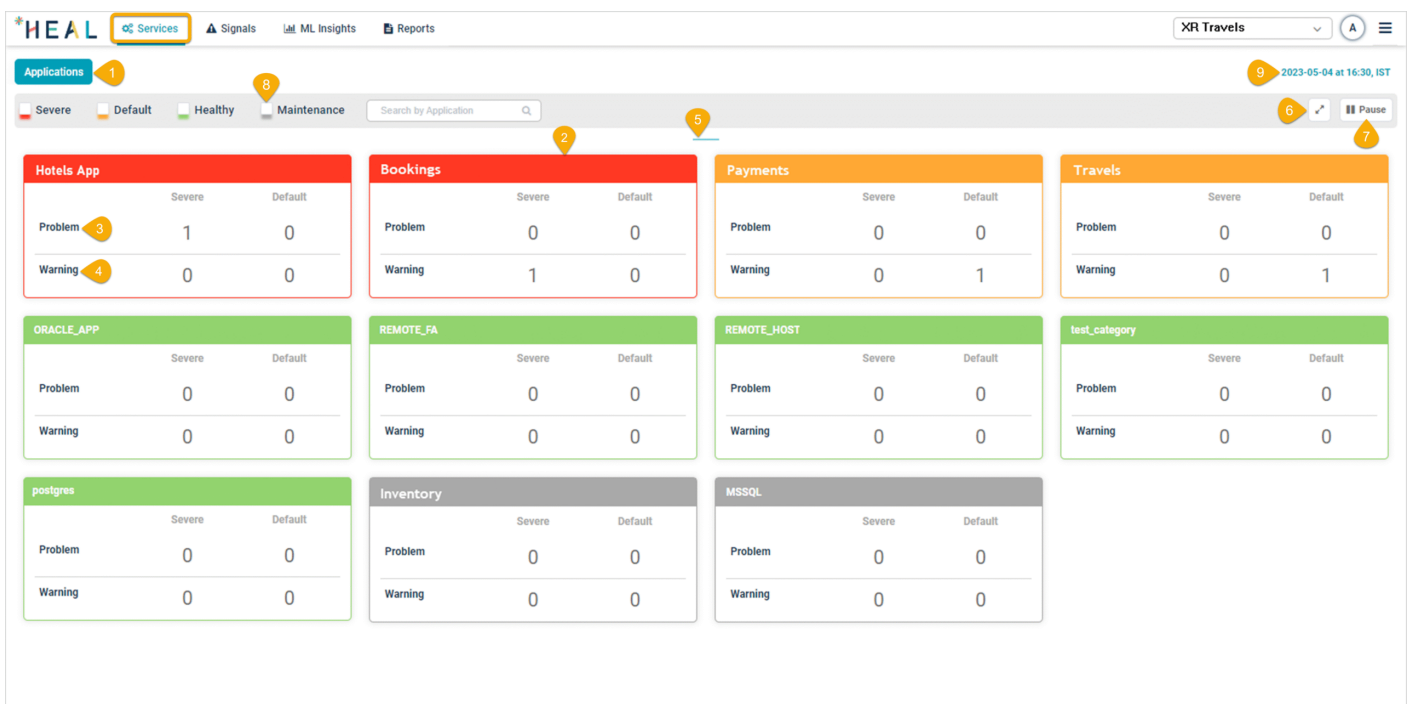 HEAL Services Signals ML Insights Reports XR Travels A
Applications 1 9 2023-05-04 at 16:30, IST
8
Severe Default Healthy Maintenance Search by Application 6 Pause
5
2 7
Hotels App Bookings Payments Travels
Severe Default Severe Default Severe Default Severe Default
Problem 3 1 0 Problem 0 0 Problem 0 0 Problem 0 0
Warning 4 0 0 Warning 1 0 Warning 0 1 Warning 0 1
ORACLE_APP REMOTE_FA REMOTE_HOST test_category
Severe Default Severe Default Severe Default Severe Default
Problem 0 0 Problem 0 0 Problem 0 0 Problem 0 0
Warning 0 0 Warning 0 0 Warning 0 0 Warning 0 0
postgres Inventory MSSQL
Severe Default Severe Default Severe Default
Problem 0 0 Problem 0 0 Problem 0 0
Warning 0 0 Warning 0 0 Warning 0 0